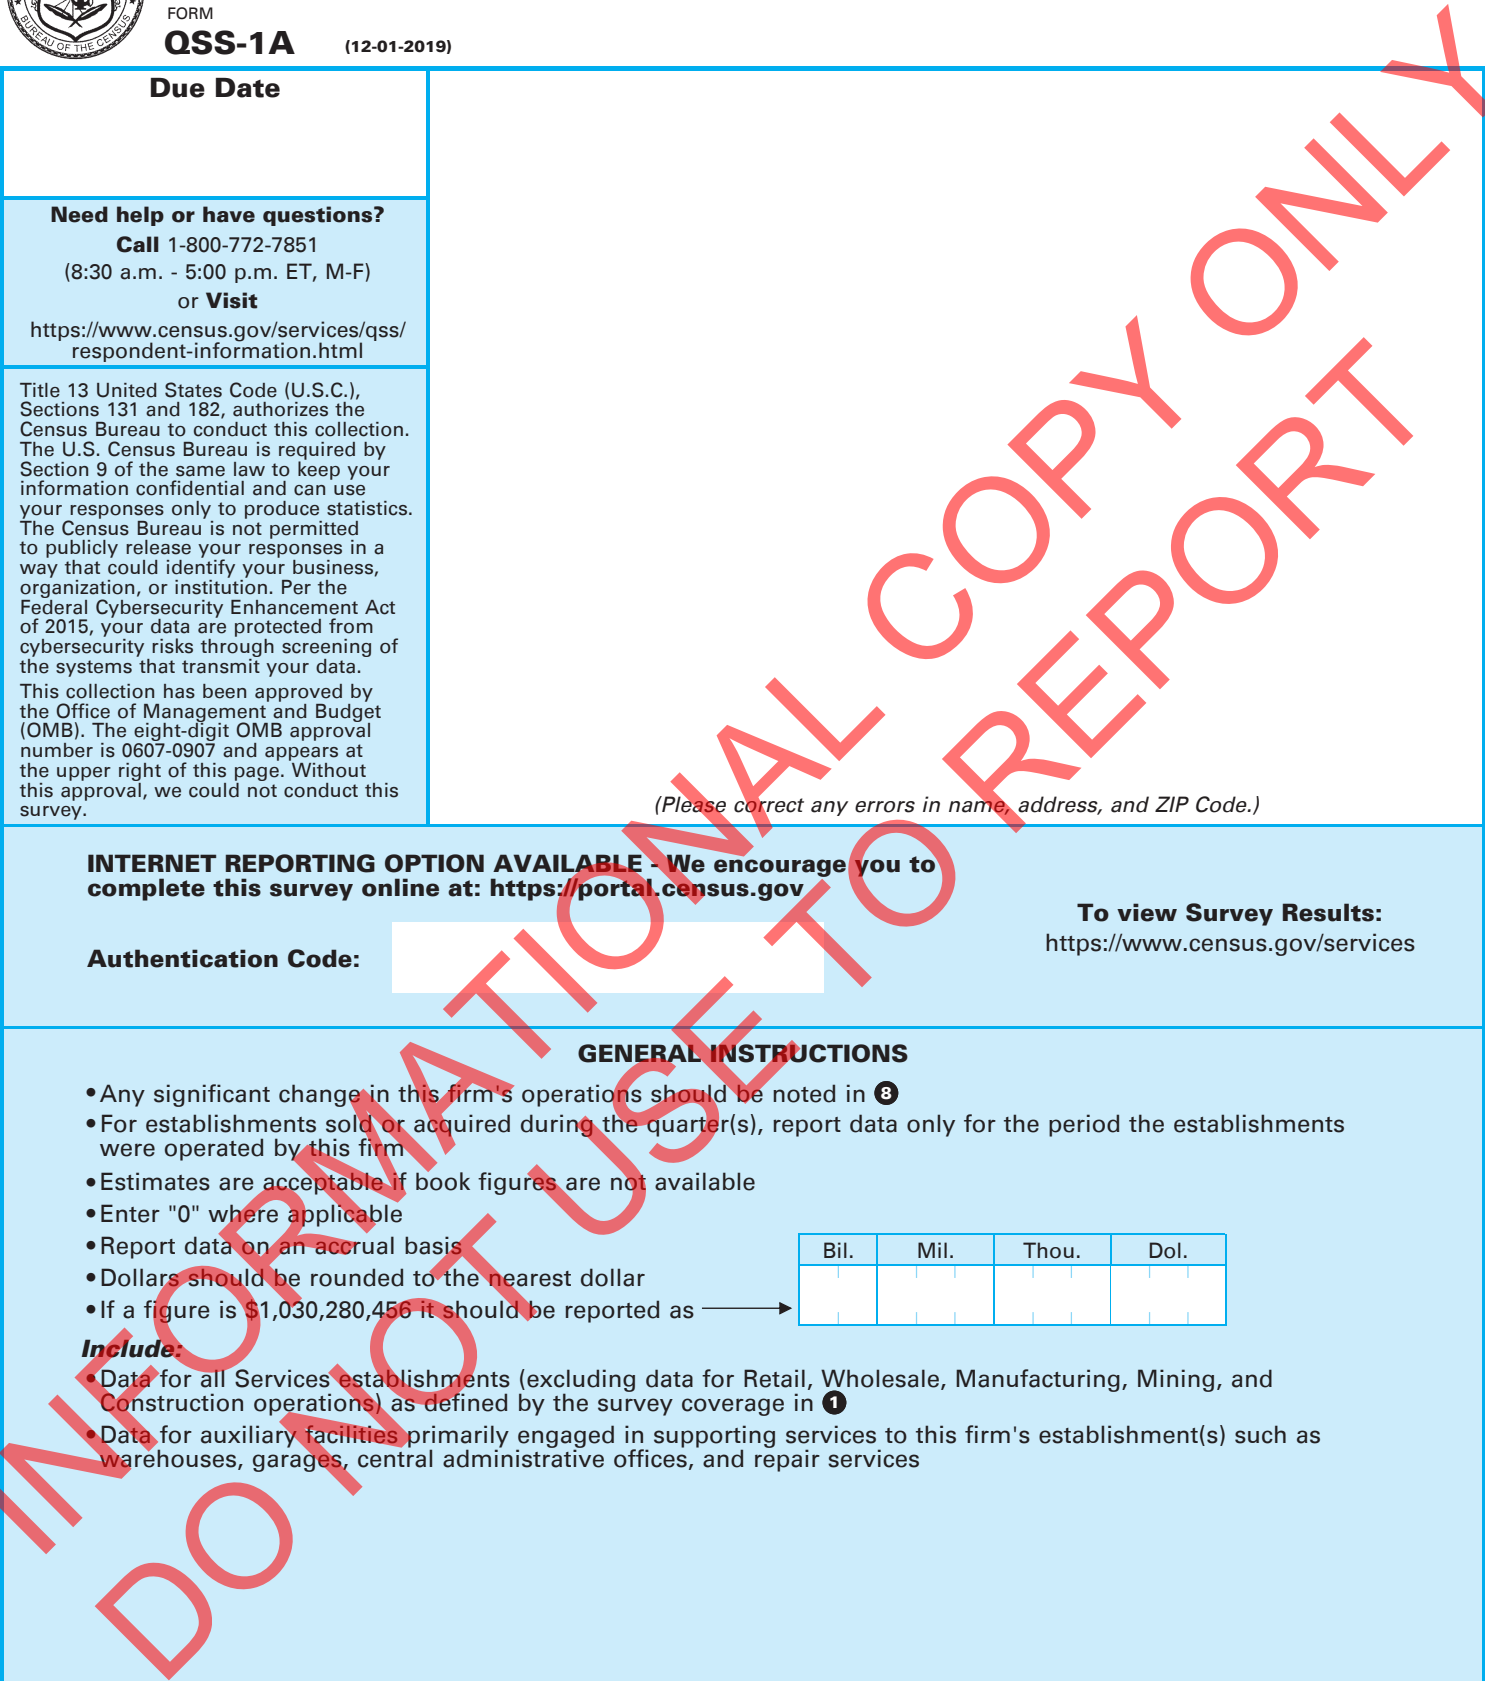 BUREAU OF THE CENSUS
FORM
QSS-1A (12-01-2019)
Due Date
Need help or have questions?
Call 1-800-772-7851
(8:30 a.m. - 5:00 p.m. ET, M-F)
or Visit
https://www.census.gov/services/qss/
respondent-information.html
Title 13 United States Code (U.S.C.),
Sections 131 and 182, authorizes the
Census Bureau to conduct this collection.
The U.S. Census Bureau is required by
Section 9 of the same law to keep your
information confidential and can use
your responses only to produce statistics.
The Census Bureau is not permitted
to publicly release your responses in a
way that could identify your business,
organization, or institution. Per the
Federal Cybersecurity Enhancement Act
of 2015, your data are protected from
cybersecurity risks through screening of
the systems that transmit your data.
This collection has been approved by
the Office of Management and Budget
(OMB). The eight-digit OMB approval
number is 0607-0907 and appears at
the upper right of this page. Without
this approval, we could not conduct this
survey.
(Please correct any errors in name, address, and ZIP Code.)
INTERNET REPORTING OPTION AVAILABLE - We encourage you to
complete this survey online at: https://portal.census.gov
Authentication Code:
To view Survey Results:
https://www.census.gov/services
GENERAL INSTRUCTIONS
• Any significant change in this firm's operations should be noted in 8
• For establishments sold or acquired during the quarter(s), report data only for the period the establishments
were operated by this firm
• Estimates are acceptable if book figures are not available
• Enter "0" where applicable
• Report data on an accrual basis
• Dollars should be rounded to the nearest dollar
• If a figure is $1,030,280,456 it should be reported as
Bil. Mil. Thou. Dol.
Include:
• Data for all Services establishments (excluding data for Retail, Wholesale, Manufacturing, Mining, and
Construction operations) as defined by the survey coverage in 1
• Data for auxiliary facilities primarily engaged in supporting services to this firm's establishment(s) such as
warehouses, garages, central administrative offices, and repair services
INFORMATIONAL COPY ONLY
DO NOT USE TO REPORT